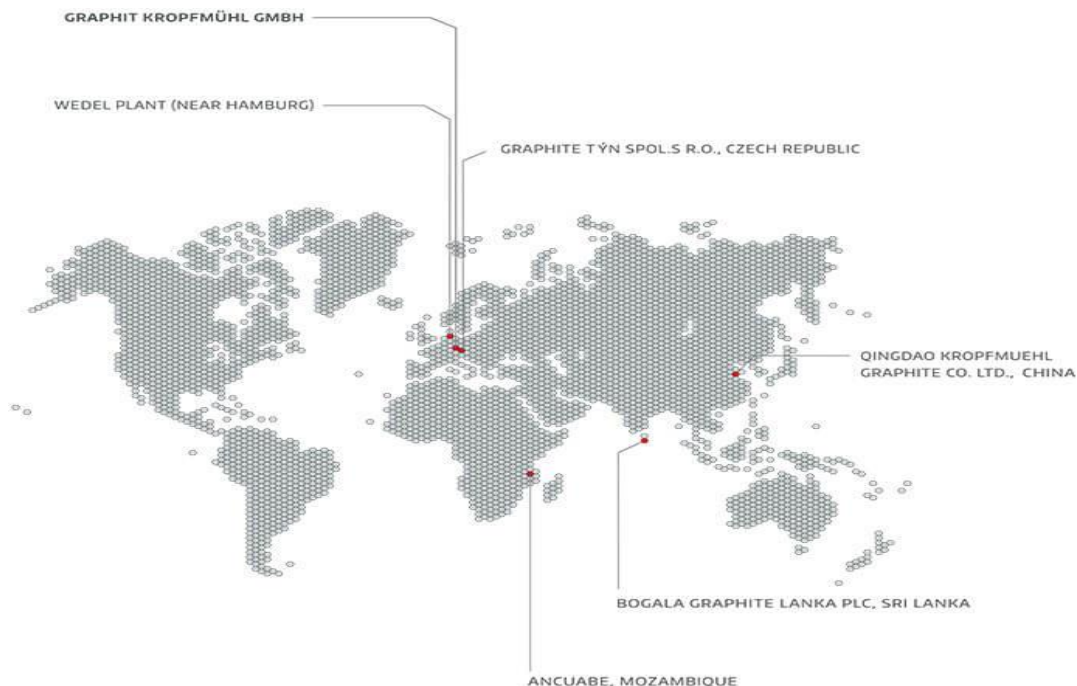 GRAPHIT KROPFMÜHL GMBH
WEDEL PLANT (NEAR HAMBURG)
GRAPHITE TÝN SPOL.S R.O., CZECH REPUBLIC
QINGDAO KROPFMUEHL
GRAPHITE CO. LTD., CHINA
BOGALA GRAPHITE LANKA PLC, SRI LANKA
ANCUABE, MOZAMBIQUE